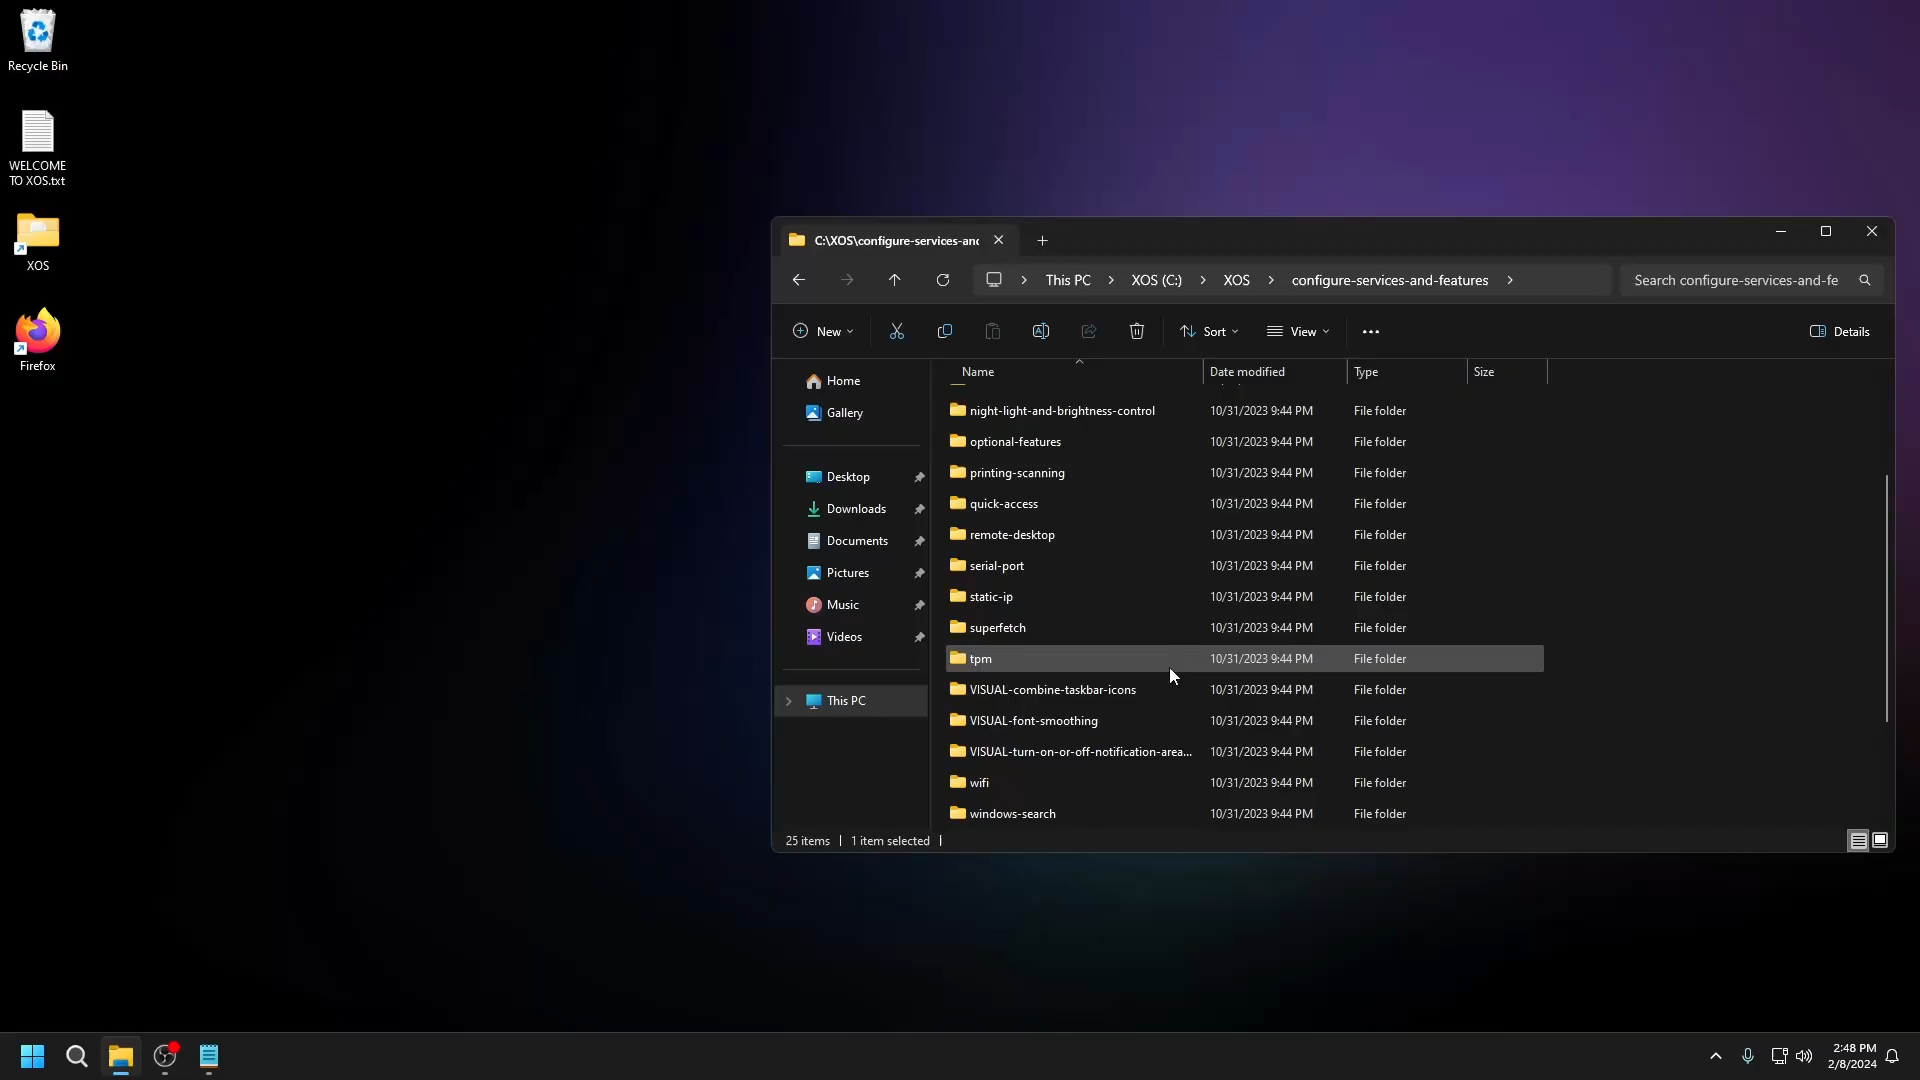 Recycle Bin
WELCOME
TO XOS.txt
XOS
Firefox
C:\XOS\configure-services-and
This PC
XOS (C:)
XOS
configure-services-and-features
Search configure-services-and-fe
New
Sort
View
Details
Home
Gallery
Desktop
Downloads
Documents
Pictures
Music
Videos
This PC
Name Date modified Type Size
night-light-and-brightness-control 10/31/2023 9:44 PM File folder
optional-features 10/31/2023 9:44 PM File folder
printing-scanning 10/31/2023 9:44 PM File folder
quick-access 10/31/2023 9:44 PM File folder
remote-desktop 10/31/2023 9:44 PM File folder
serial-port 10/31/2023 9:44 PM File folder
static-ip 10/31/2023 9:44 PM File folder
superfetch 10/31/2023 9:44 PM File folder
tpm 10/31/2023 9:44 PM File folder
VISUAL-combine-taskbar-icons 10/31/2023 9:44 PM File folder
VISUAL-font-smoothing 10/31/2023 9:44 PM File folder
VISUAL-turn-on-or-off-notification-area... 10/31/2023 9:44 PM File folder
wifi 10/31/2023 9:44 PM File folder
windows-search 10/31/2023 9:44 PM File folder
25 items | 1 item selected |
2:48 PM
2/8/2024